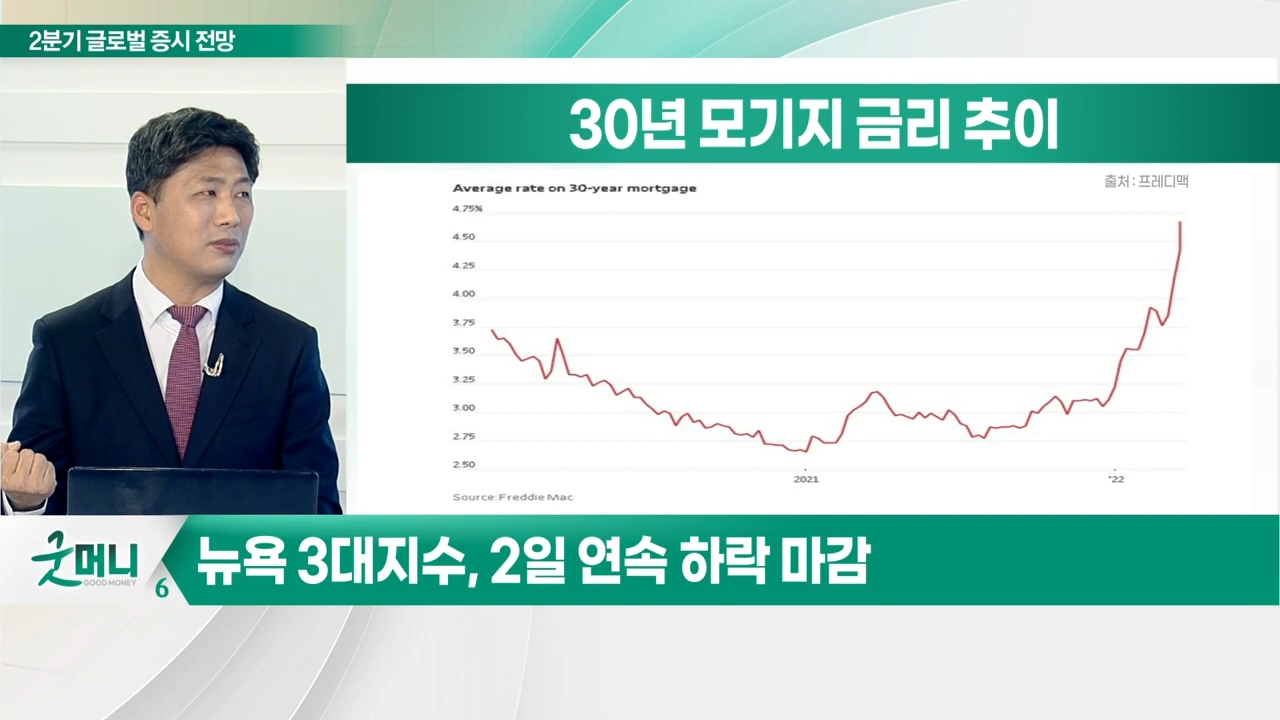 2분기 글로벌 증시 전망
30년 모기지 금리 추이
출처 : 프레디맥
Average rate on 30-year mortgage
4.75%
4.50
4.25
4.00
3.75
3.50
3.25
3.00
2.75
2.50
2021
'22
Source: Freddie Mac
굿머니
GOOD MONEY
6
뉴욕 3대지수, 2일 연속 하락 마감